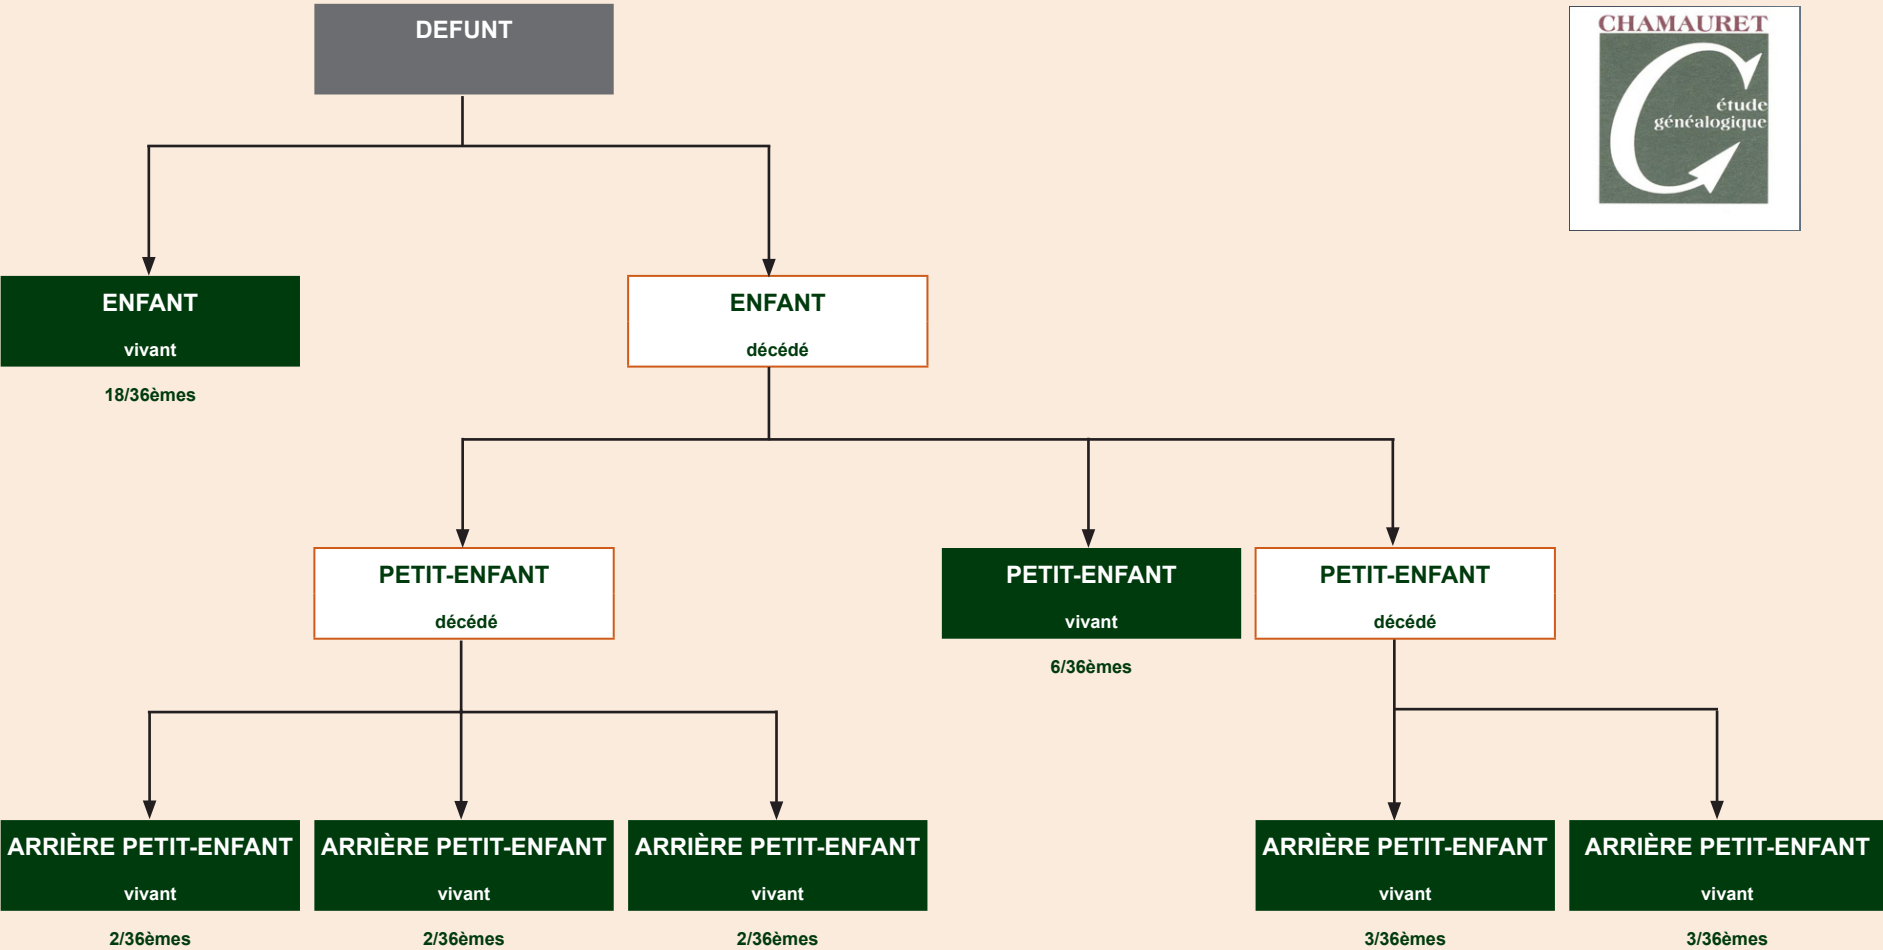 DEFUNT
CHAMAURET
étude
généalogique
ENFANT
vivant
18/36èmes
ENFANT
décédé
PETIT-ENFANT
décédé
PETIT-ENFANT
vivant
6/36èmes
PETIT-ENFANT
décédé
ARRIÈRE PETIT-ENFANT
vivant
2/36èmes
ARRIÈRE PETIT-ENFANT
vivant
2/36èmes
ARRIÈRE PETIT-ENFANT
vivant
2/36èmes
ARRIÈRE PETIT-ENFANT
vivant
3/36èmes
ARRIÈRE PETIT-ENFANT
vivant
3/36èmes